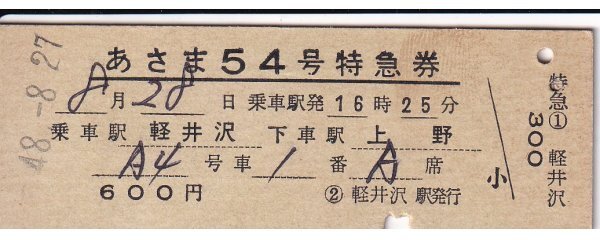 48-8.27
あさま54号特急券
8月28日 乗車駅発16時25分
乗車駅 軽井沢 下車駅 上野
A4号車1番A席
600円 ② 軽井沢 駅発行
小
特急① 軽井沢
300